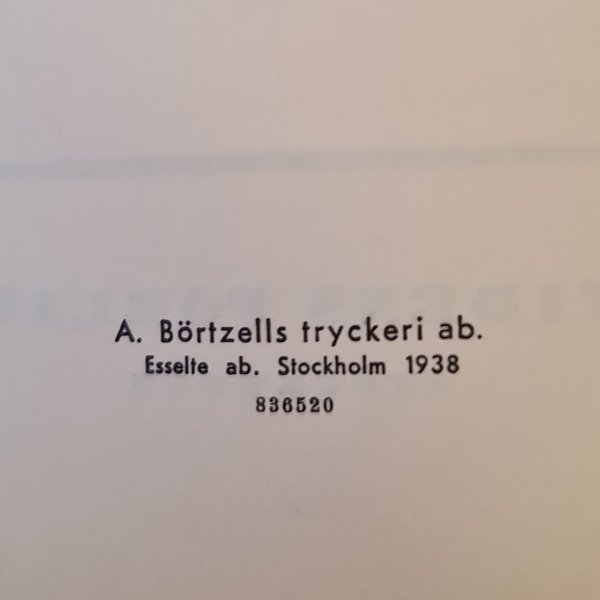 A. Börtzells tryckeri ab.
Esselte ab. Stockholm 1938
836520